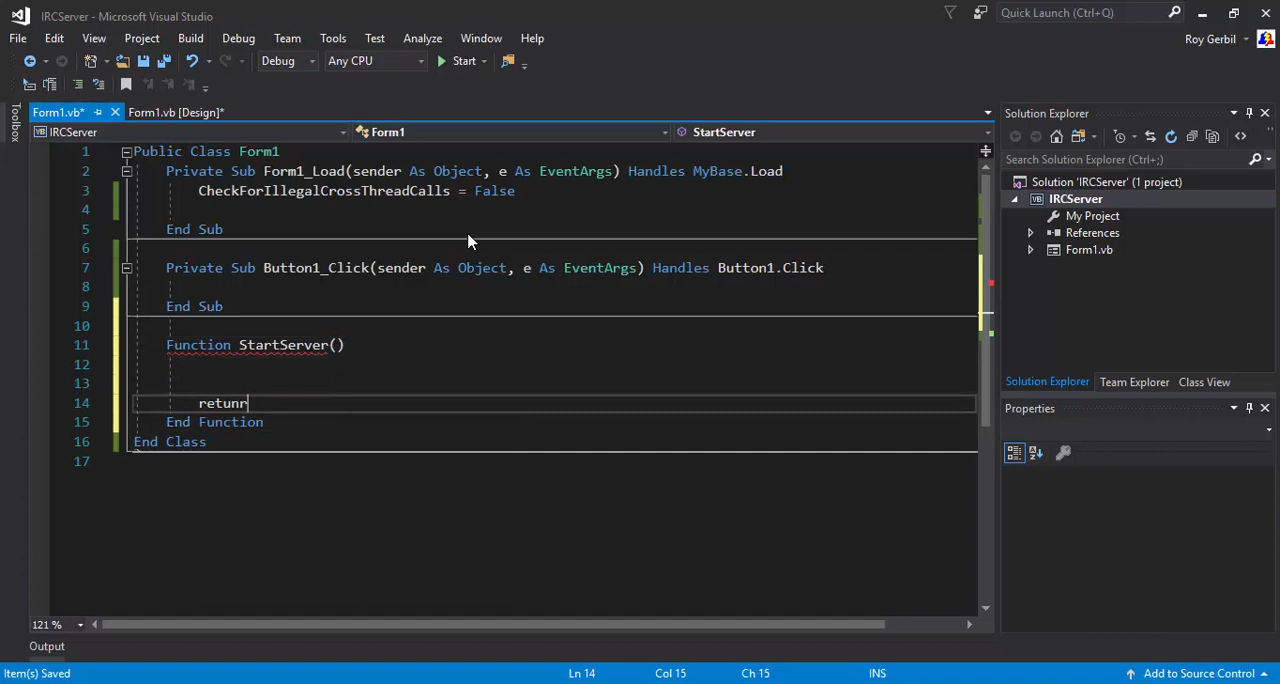 IRCServer - Microsoft Visual Studio
Quick Launch (Ctrl+Q)
File Edit View Project Build Debug Team Tools Test Analyze Window Help
Roy Gerbil
Debug Any CPU Start
Toolbox
Form1.vb* Form1.vb [Design]*
IRCServer Form1 StartServer
1 Public Class Form1
2 Private Sub Form1_Load(sender As Object, e As EventArgs) Handles MyBase.Load
3 CheckForIllegalCrossThreadCalls = False
4
5 End Sub
6
7 Private Sub Button1_Click(sender As Object, e As EventArgs) Handles Button1.Click
8
9 End Sub
10
11 Function StartServer()
12
13
14 retunr
15 End Function
16 End Class
17
121 %
Solution Explorer
Search Solution Explorer (Ctrl+;)
Solution 'IRCServer' (1 project)
IRCServer
My Project
References
Form1.vb
Solution Explorer Team Explorer Class View
Properties
Output
Item(s) Saved Ln 14 Col 15 Ch 15 INS Add to Source Control